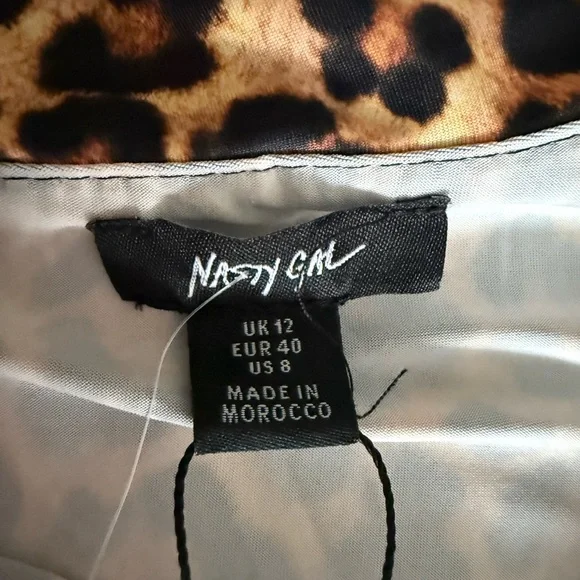 NASTY GAL
UK 12
EUR 40
US 8
MADE IN
MOROCCO